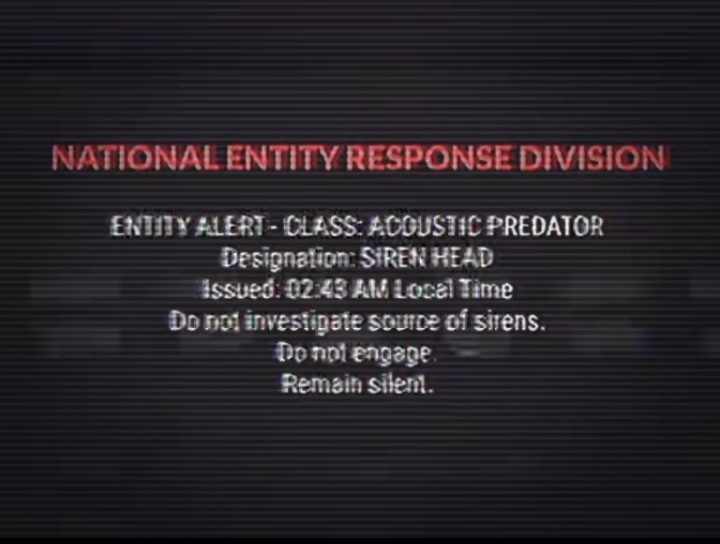 NATIONAL ENTITY RESPONSE DIVISION
ENTITY ALERT - CLASS: ACOUSTIC PREDATOR
Designation: SIREN HEAD
Issued: 02:43 AM Local Time
Do not investigate source of sirens.
Do not engage.
Remain silent.